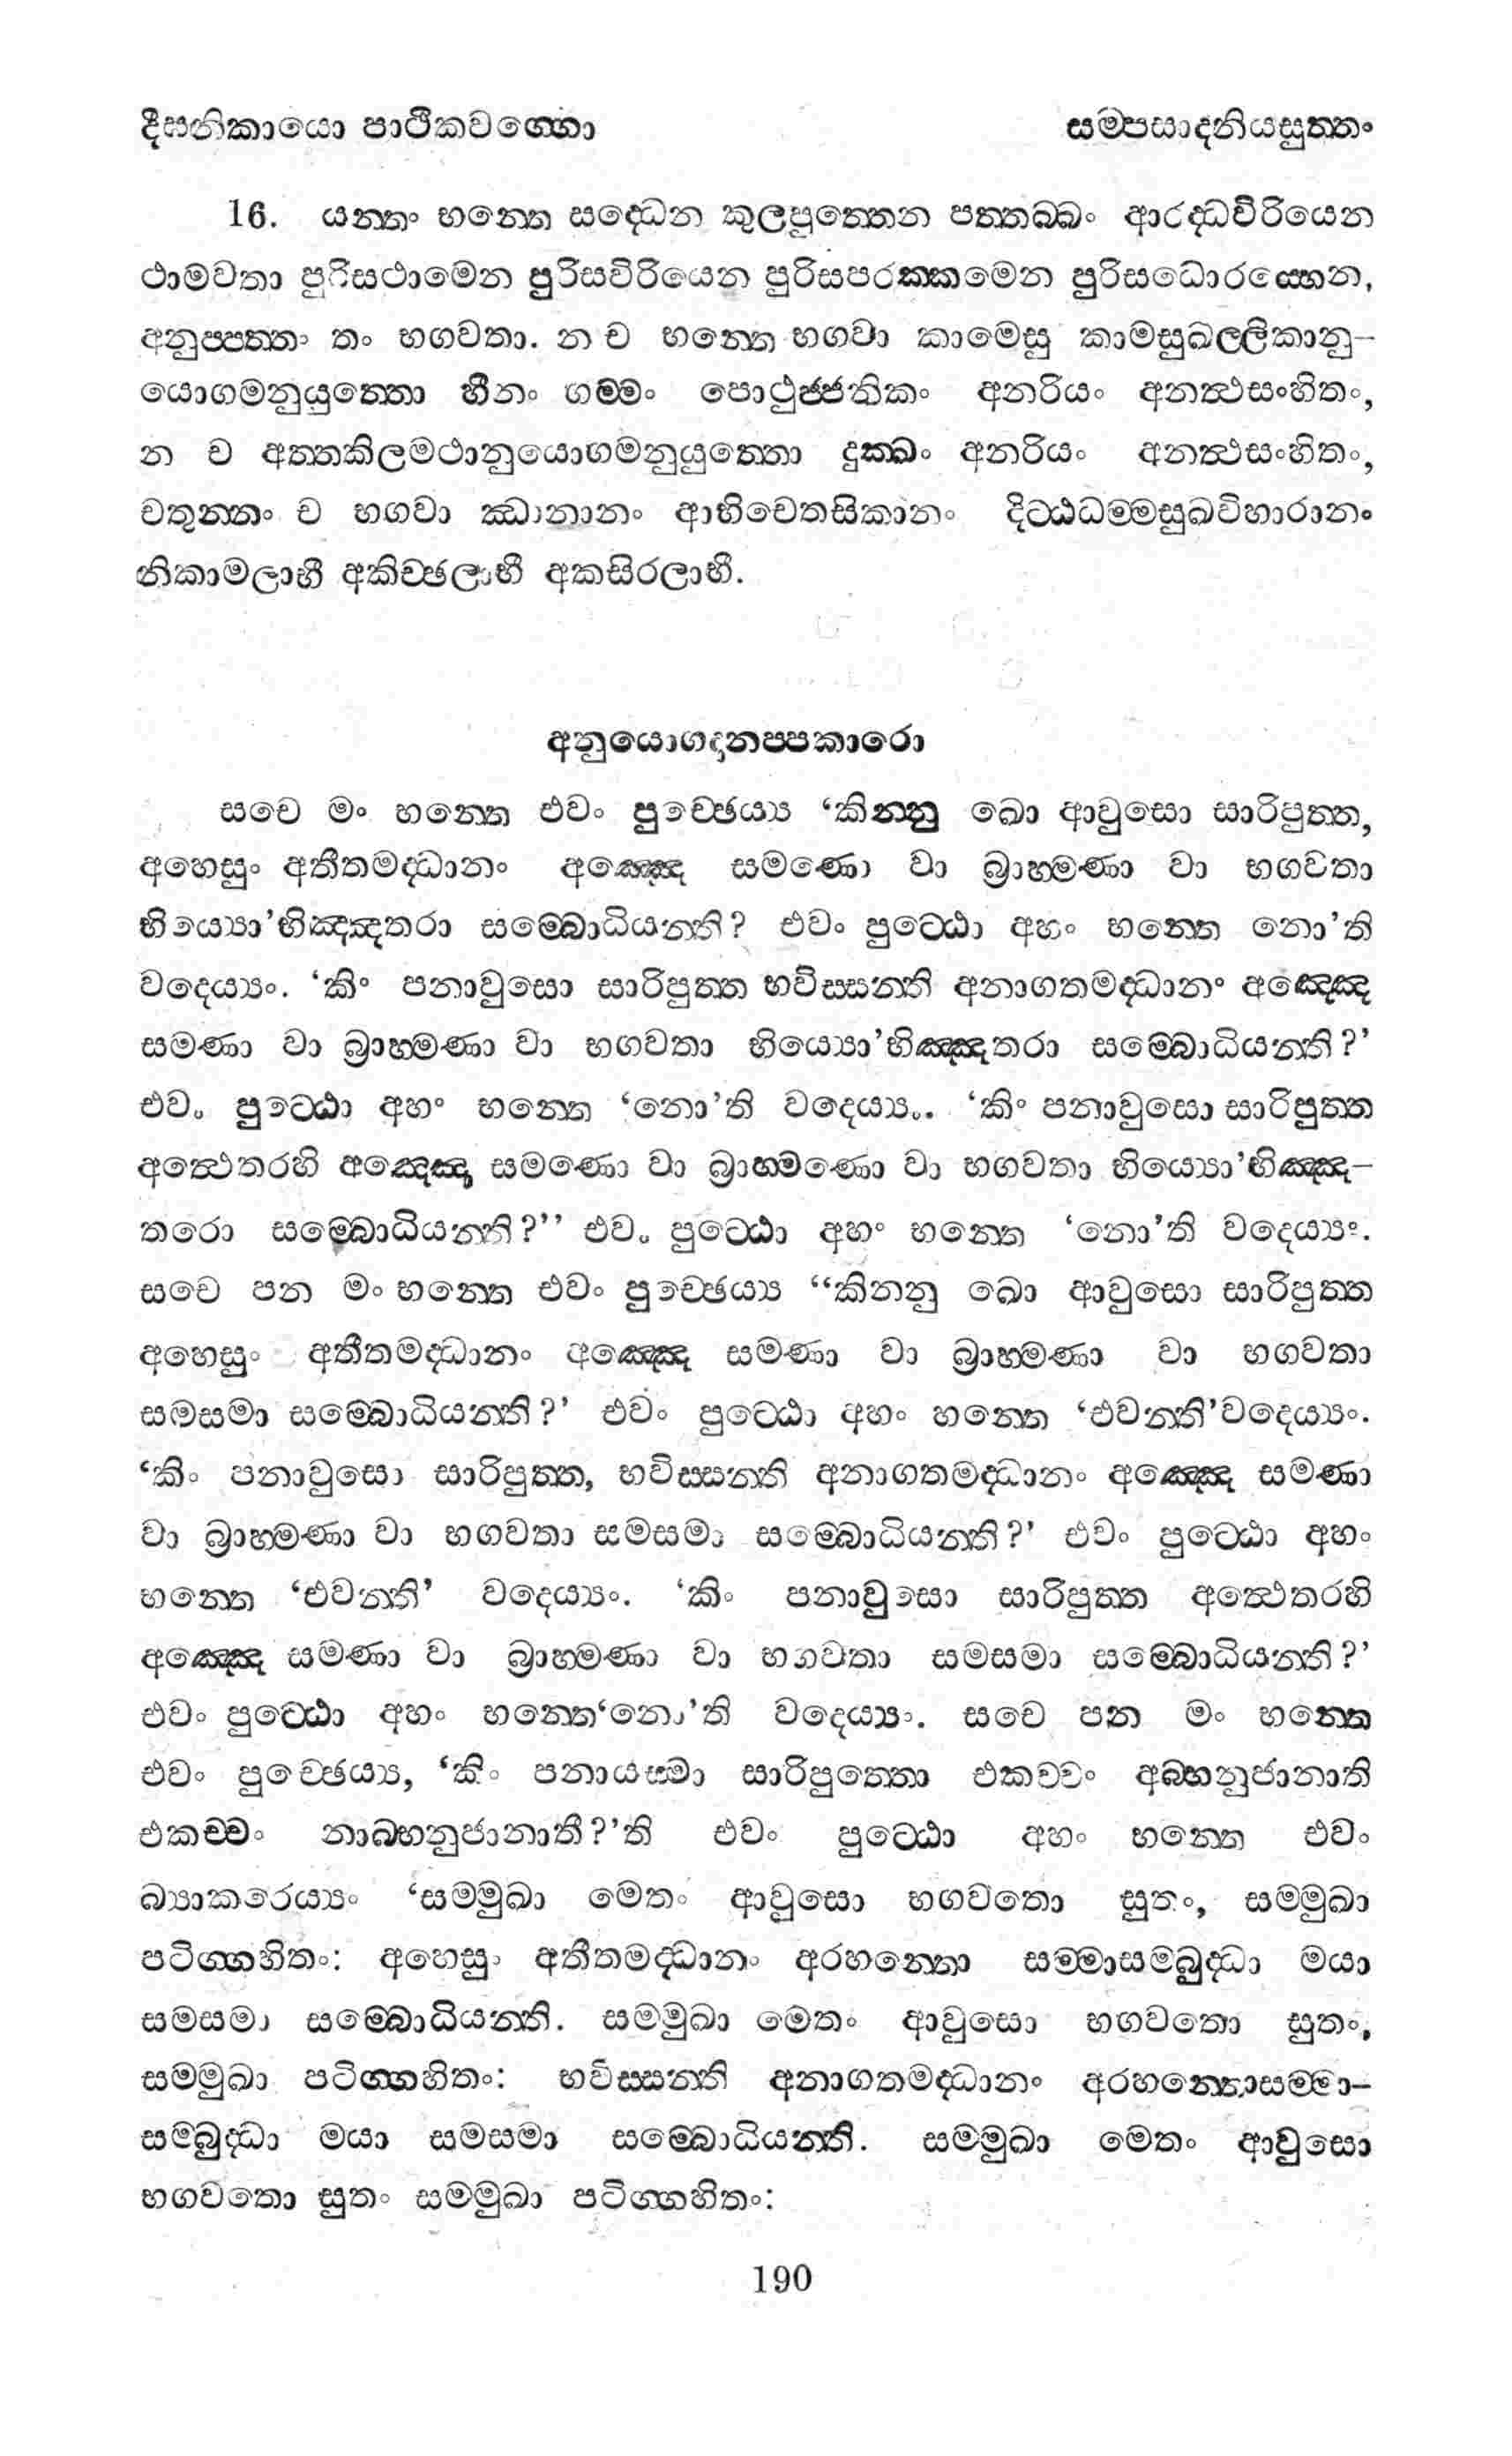 දීඝනිකායො පාථිකවග්ගො සම්පසාදනියසුත්තං
16. යන්තං භන්තෙ සද්ධෙන කුලපුත්තෙන පත්තබ්බං ආරද්ධවිරියෙන
ථාමවතා පුරිසථාමෙන පුරිසවිරියෙන පුරිසපරක්කමෙන පුරිසධොරය්හෙන,
අනුප්පත්තං තං භගවතා. න ච භන්තෙ භගවා කාමෙසු කාමසුඛල්ලිකානු-
යොගමනුයුත්තො හීනං ගම්මං පොථුජ්ජනිකං අනරියං අනත්ථසංහිතං,
න ච අත්තකිලමථානුයොගමනුයුත්තො දුක්ඛං අනරියං අනත්ථසංහිතං,
චතුන්නං ච භගවා ඣානානං ආභිචෙතසිකානං දිට්ඨධම්මසුඛවිහාරානං
නිකාමලාභී අකිච්ඡලාභී අකසිරලාභී.
අනුයොගදානප්පකාරො
සචෙ මං භන්තෙ එවං පුච්ඡෙය්‍ය ‘කින්නු ඛො ආවුසො සාරිපුත්ත,
අහෙසුං අතීතමද්ධානං අඤ්ඤෙ සමණො වා බ්‍රාහ්මණා වා භගවතා
භිය්‍යො’භිඤ්ඤතරා සම්බොධියන්ති? එවං පුට්ඨො අහං භන්තෙ නො’ති
වදෙය්‍යං. ‘කිං පනාවුසො සාරිපුත්ත භවිස්සන්ති අනාගතමද්ධානං අඤ්ඤෙ
සමණා වා බ්‍රාහ්මණා වා භගවතා භිය්‍යො’භිඤ්ඤතරා සම්බොධියන්ති?’
එවං පුට්ඨො අහං භන්තෙ ‘නො’ති වදෙය්‍යං. ‘කිං පනාවුසො සාරිපුත්ත
අත්ථෙතරහි අඤ්ඤො සමණො වා බ්‍රාහ්මණො වා භගවතා භිය්‍යො’භිඤ්ඤ-
තරො සම්බොධියන්ති?’’ එවං පුට්ඨො අහං භන්තෙ ‘නො’ති වදෙය්‍යං.
සචෙ පන මං භන්තෙ එවං පුච්ඡෙය්‍ය “කින්නු ඛො ආවුසො සාරිපුත්ත
අහෙසුං අතීතමද්ධානං අඤ්ඤෙ සමණා වා බ්‍රාහ්මණා වා භගවතා
සමසමා සම්බොධියන්ති?’ එවං පුට්ඨො අහං භන්තෙ ‘එවන්ති’වදෙය්‍යං.
‘කිං පනාවුසො සාරිපුත්ත, භවිස්සන්ති අනාගතමද්ධානං අඤ්ඤෙ සමණා
වා බ්‍රාහ්මණා වා භගවතා සමසමා සම්බොධියන්ති?’ එවං පුට්ඨො අහං
භන්තෙ ‘එවන්ති’ වදෙය්‍යං. ‘කිං පනාවුසො සාරිපුත්ත අත්ථෙතරහි
අඤ්ඤෙ සමණා වා බ්‍රාහ්මණා වා භගවතා සමසමා සම්බොධියන්ති?’
එවං පුට්ඨො අහං භන්තෙ‘නො’ති වදෙය්‍යං. සචෙ පන මං භන්තෙ
එවං පුච්ඡෙය්‍ය, ‘කිං පනායස්මා සාරිපුත්තො එකච්චං අබ්භනුජානාති
එකච්චං නාබ්භනුජානාතී?’ති එවං පුට්ඨො අහං භන්තෙ එවං
බ්‍යාකරෙය්‍යං ‘සම්මුඛා මෙතං ආවුසො භගවතො සුතං, සම්මුඛා
පටිග්ගහිතං: අහෙසුං අතීතමද්ධානං අරහන්තො සම්මාසම්බුද්ධා මයා
සමසමා සම්බොධියන්ති. සම්මුඛා මෙතං ආවුසො භගවතො සුතං,
සම්මුඛා පටිග්ගහිතං: භවිස්සන්ති අනාගතමද්ධානං අරහන්තොසම්මා-
සම්බුද්ධා මයා සමසමා සම්බොධියන්ති. සම්මුඛා මෙතං ආවුසො
භගවතො සුතං සම්මුඛා පටිග්ගහිතං:
190